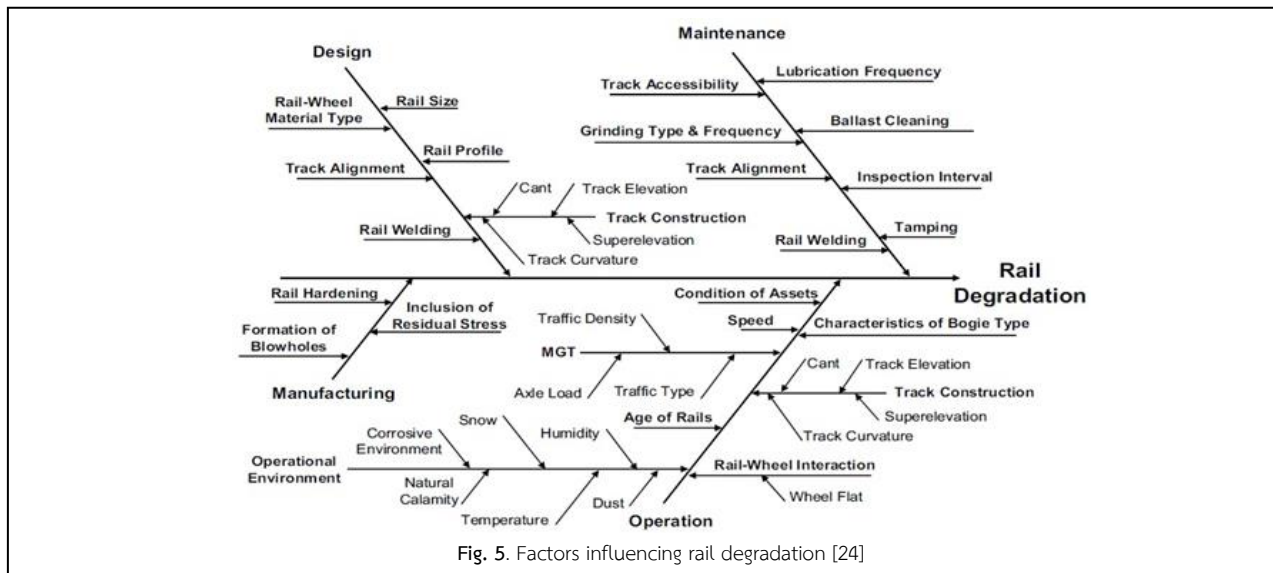 Maintenance
Design
Lubrication Frequency
Track Accessibility
Rail-Wheel
Material Type
Rail Size
Ballast Cleaning
Grinding Type & Frequency
Rail Profile
Track Alignment
Track Alignment
Inspection Interval
Cant
Track Elevation
Track Construction
Rail Welding
Superelevation
Track Curvature
Tamping
Rail Welding
Rail
Degradation
Rail Hardening
Inclusion of
Residual Stress
Formation of
Blowholes
Manufacturing
Condition of Assets
Speed
Characteristics of Bogie Type
Traffic Density
MGT
Axle Load
Traffic Type
Cant
Track Elevation
Track Construction
Superelevation
Track Curvature
Age of Rails
Snow
Humidity
Corrosive
Environment
Operational
Environment
Natural
Calamity
Temperature
Dust
Rail-Wheel Interaction
Wheel Flat
Operation
Fig. 5. Factors influencing rail degradation [24]